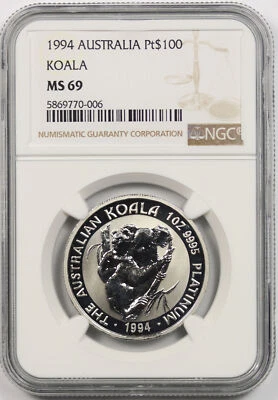 1994 AUSTRALIA Pt$100
KOALA
MS 69
5869770-006
NUMISMATIC GUARANTY CORPORATION
NGC
THE AUSTRALIAN KOALA 1OZ 9995 PLATINUM
· 1994 ·